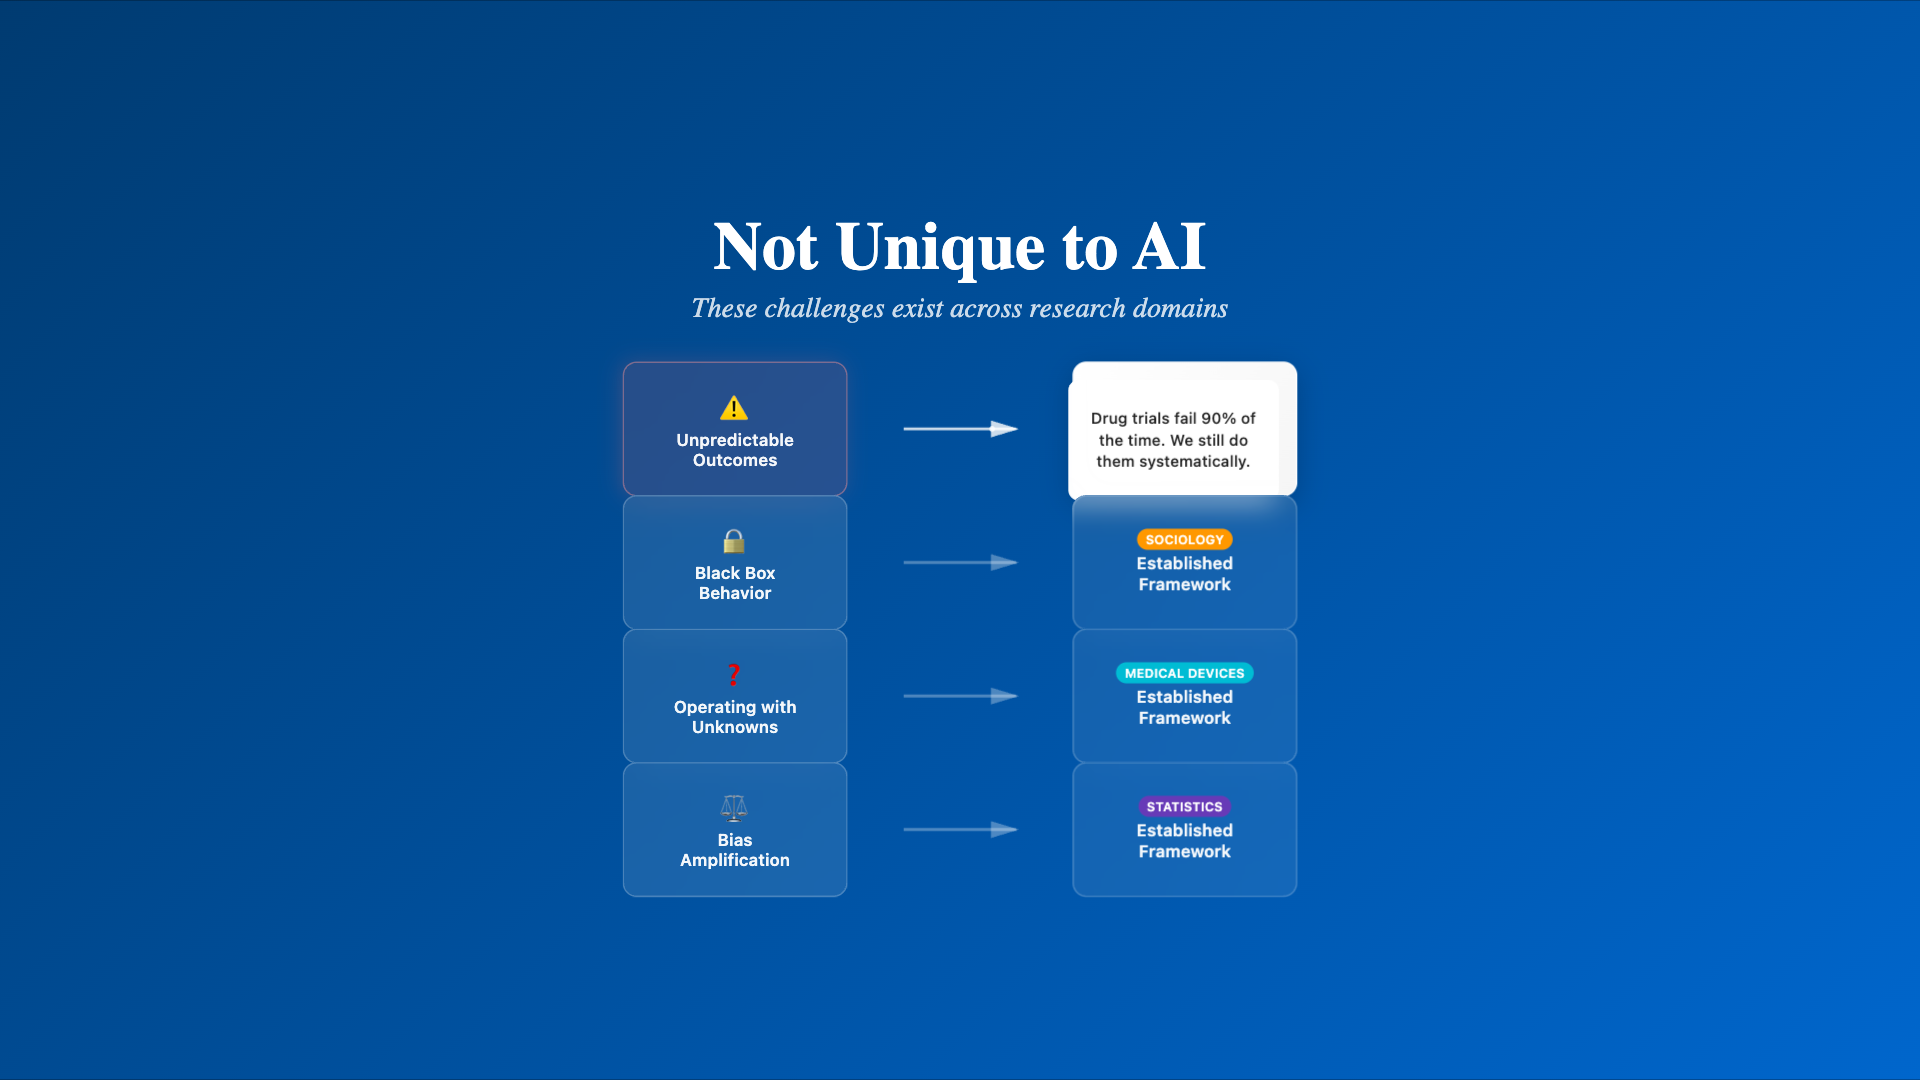 Not Unique to AI
These challenges exist across research domains
Unpredictable
Outcomes
Drug trials fail 90% of
the time. We still do
them systematically.
Black Box
Behavior
SOCIOLOGY
Established
Framework
Operating with
Unknowns
MEDICAL DEVICES
Established
Framework
Bias
Amplification
STATISTICS
Established
Framework